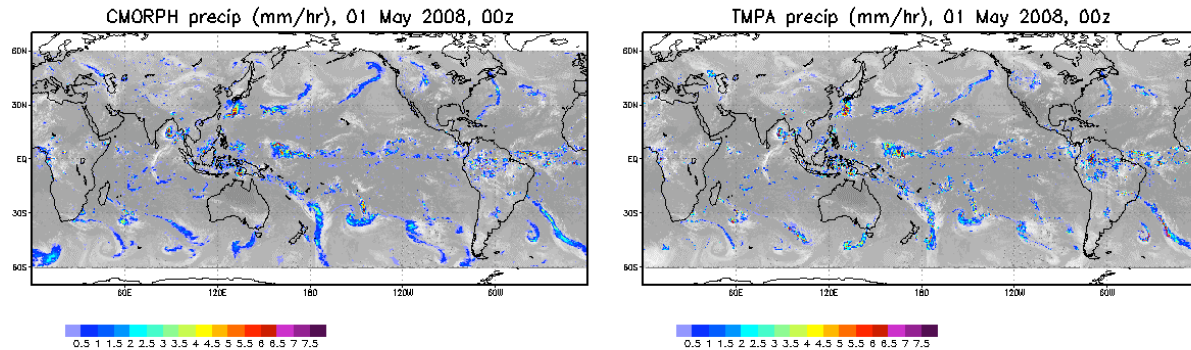 CMORPH precip (mm/hr), 01 May 2008, 00z
60N
30N
EQ
30S
60S
60E 120E 180 120W 60W
0.5 1 1.5 2 2.5 3 3.5 4 4.5 5 5.5 6 6.5 7 7.5
TMPA precip (mm/hr), 01 May 2008, 00z
60N
30N
EQ
30S
60S
60E 120E 180 120W 60W
0.5 1 1.5 2 2.5 3 3.5 4 4.5 5 5.5 6 6.5 7 7.5